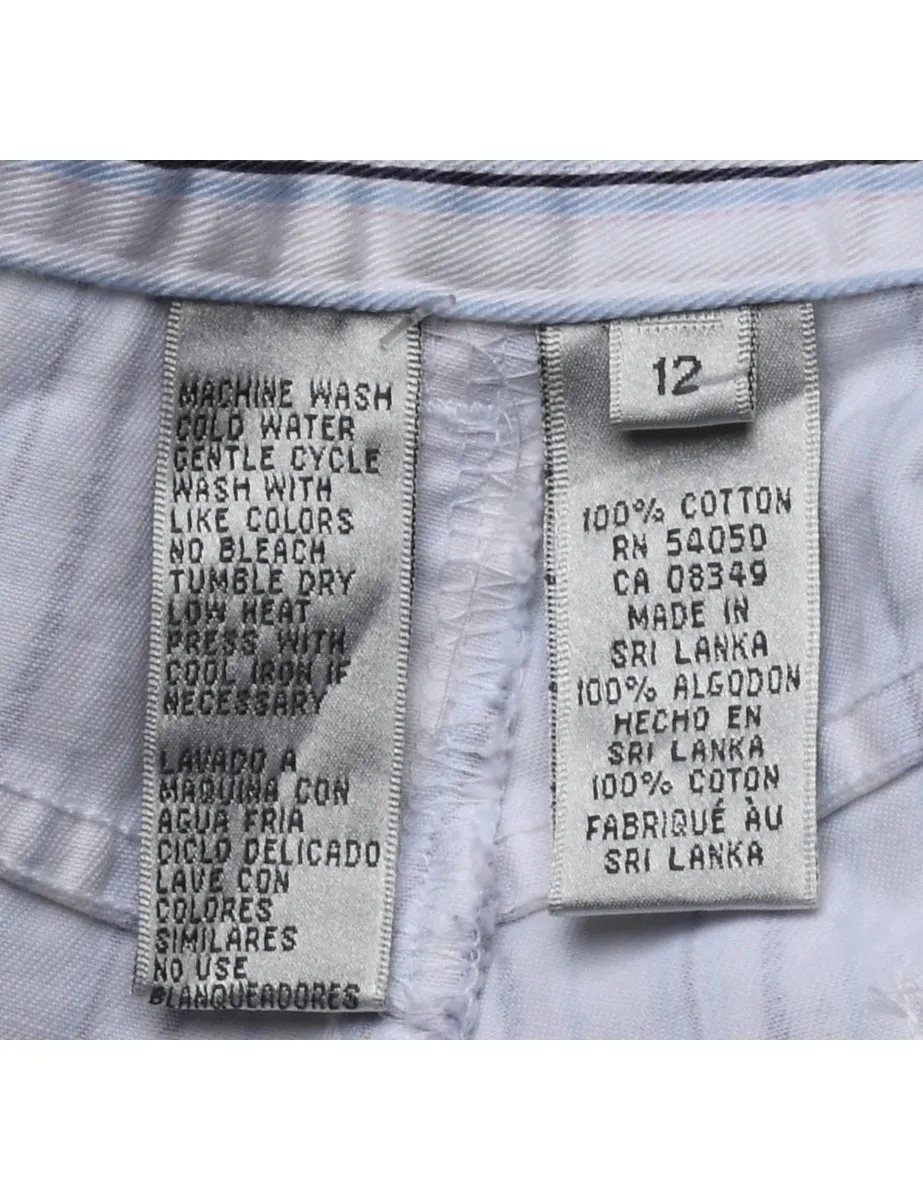 MACHINE WASH
COLD WATER
GENTLE CYCLE
WASH WITH
LIKE COLORS
NO BLEACH
TUMBLE DRY
LOW HEAT
PRESS WITH
COOL IRON IF
NECESSARY
LAVADO A
MAQUINA CON
AGUA FRIA
CICLO DELICADO
LAVE CON
COLORES
SIMILARES
NO USE
BLANQUEADORES
12
100% COTTON
RN 54050
CA 08349
MADE IN
SRI LANKA
100% ALGODON
HECHO EN
SRI LANKA
100% COTON
FABRIQUÉ ÀU
SRI LANKA